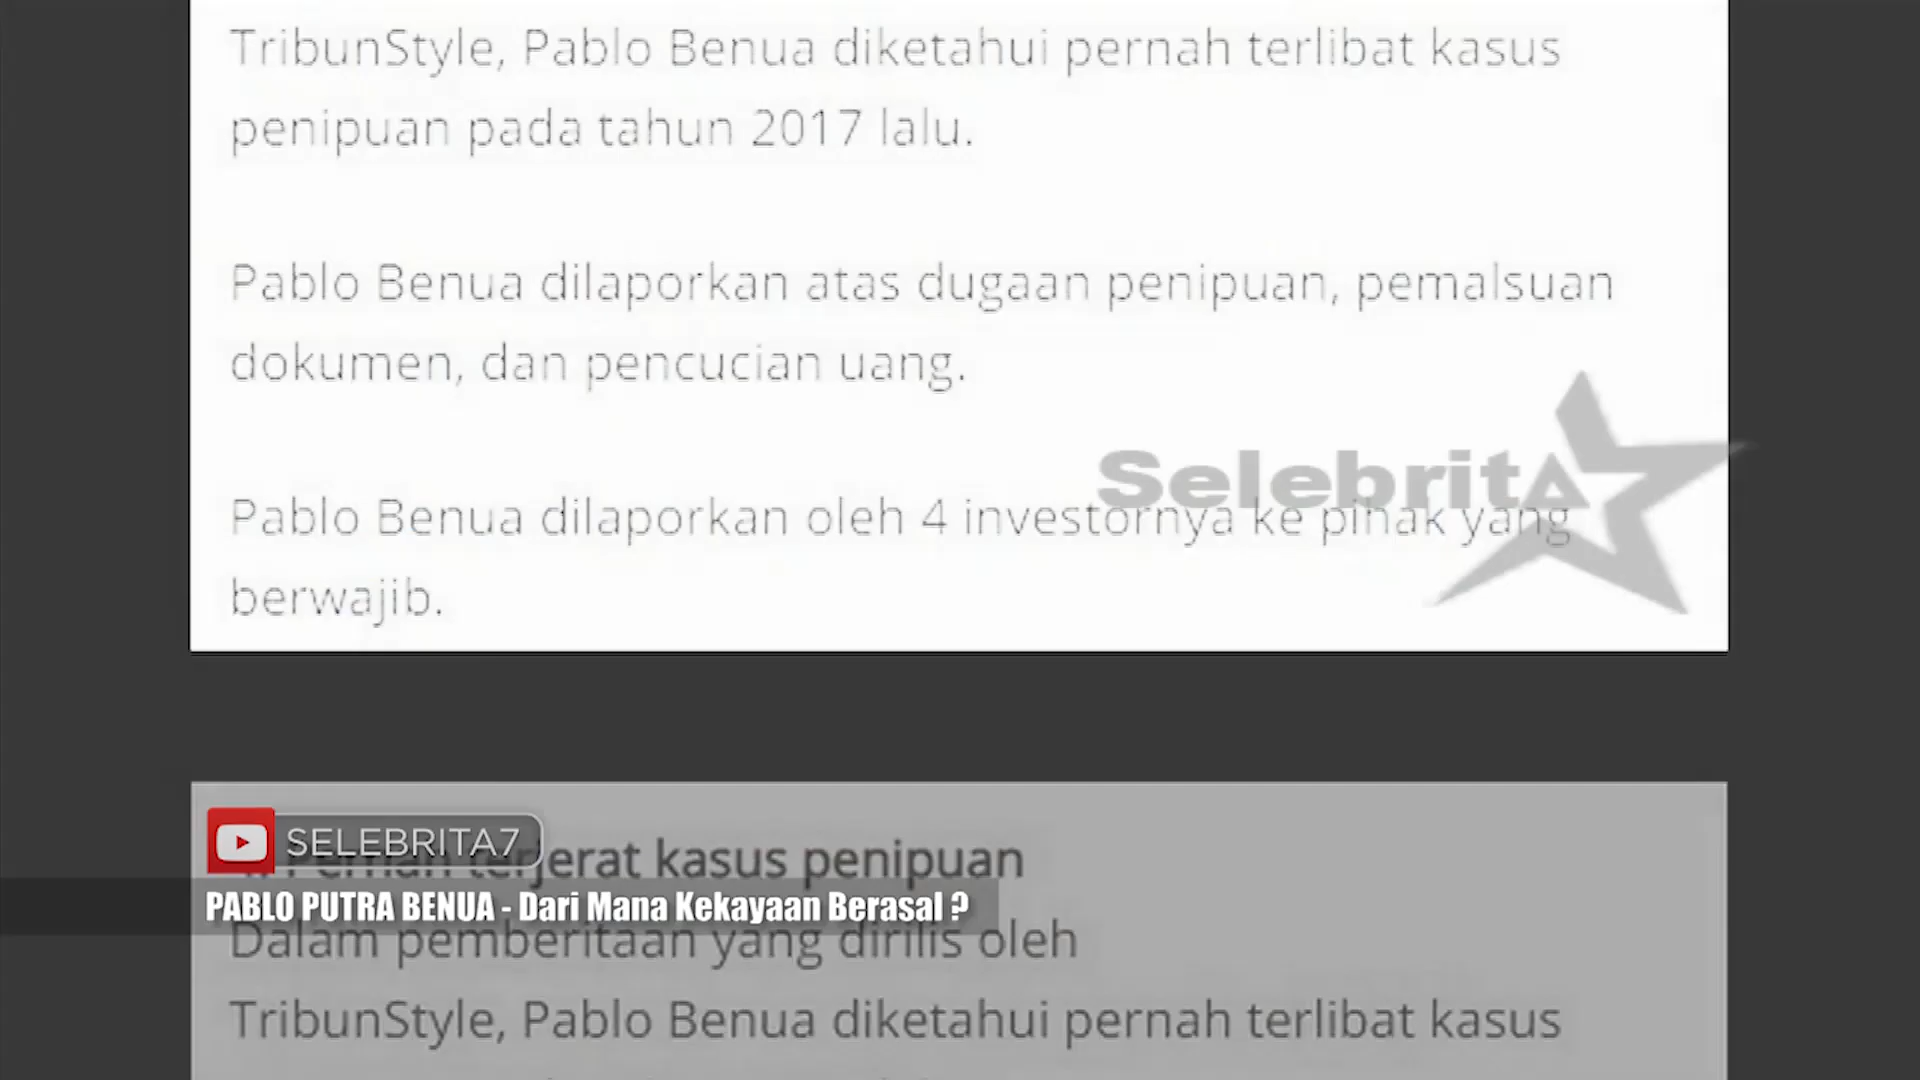 TribunStyle, Pablo Benua diketahui pernah terlibat kasus
penipuan pada tahun 2017 lalu.
Pablo Benua dilaporkan atas dugaan penipuan, pemalsuan
dokumen, dan pencucian uang.
Selebrita
Pablo Benua dilaporkan oleh 4 investornya ke pihak yang
berwajib.
SELEBRITA7
Pernah terjerat kasus penipuan
PABLO PUTRA BENUA - Dari Mana Kekayaan Berasal ?
Dalam pemberitaan yang dirilis oleh
TribunStyle, Pablo Benua diketahui pernah terlibat kasus